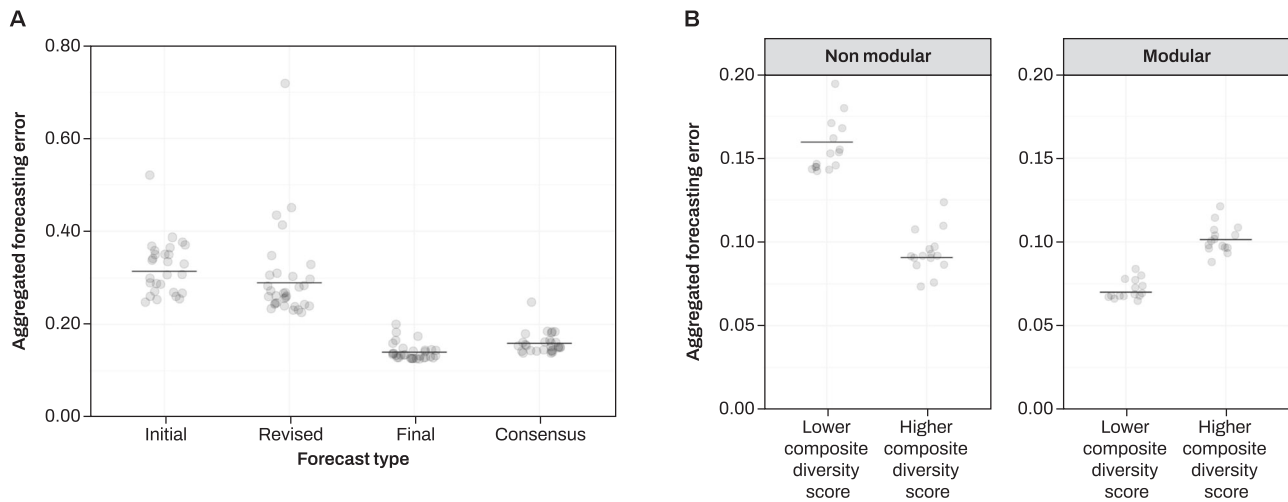 A
Aggregated forecasting error
0.80
0.60
0.40
0.20
0.00
Initial
Revised
Final
Consensus
Forecast type
B
Aggregated forecasting error
Non modular
0.20
0.15
0.10
0.05
0.00
Lower
composite
diversity
score
Higher
composite
diversity
score
Modular
0.20
0.15
0.10
0.05
0.00
Lower
composite
diversity
score
Higher
composite
diversity
score